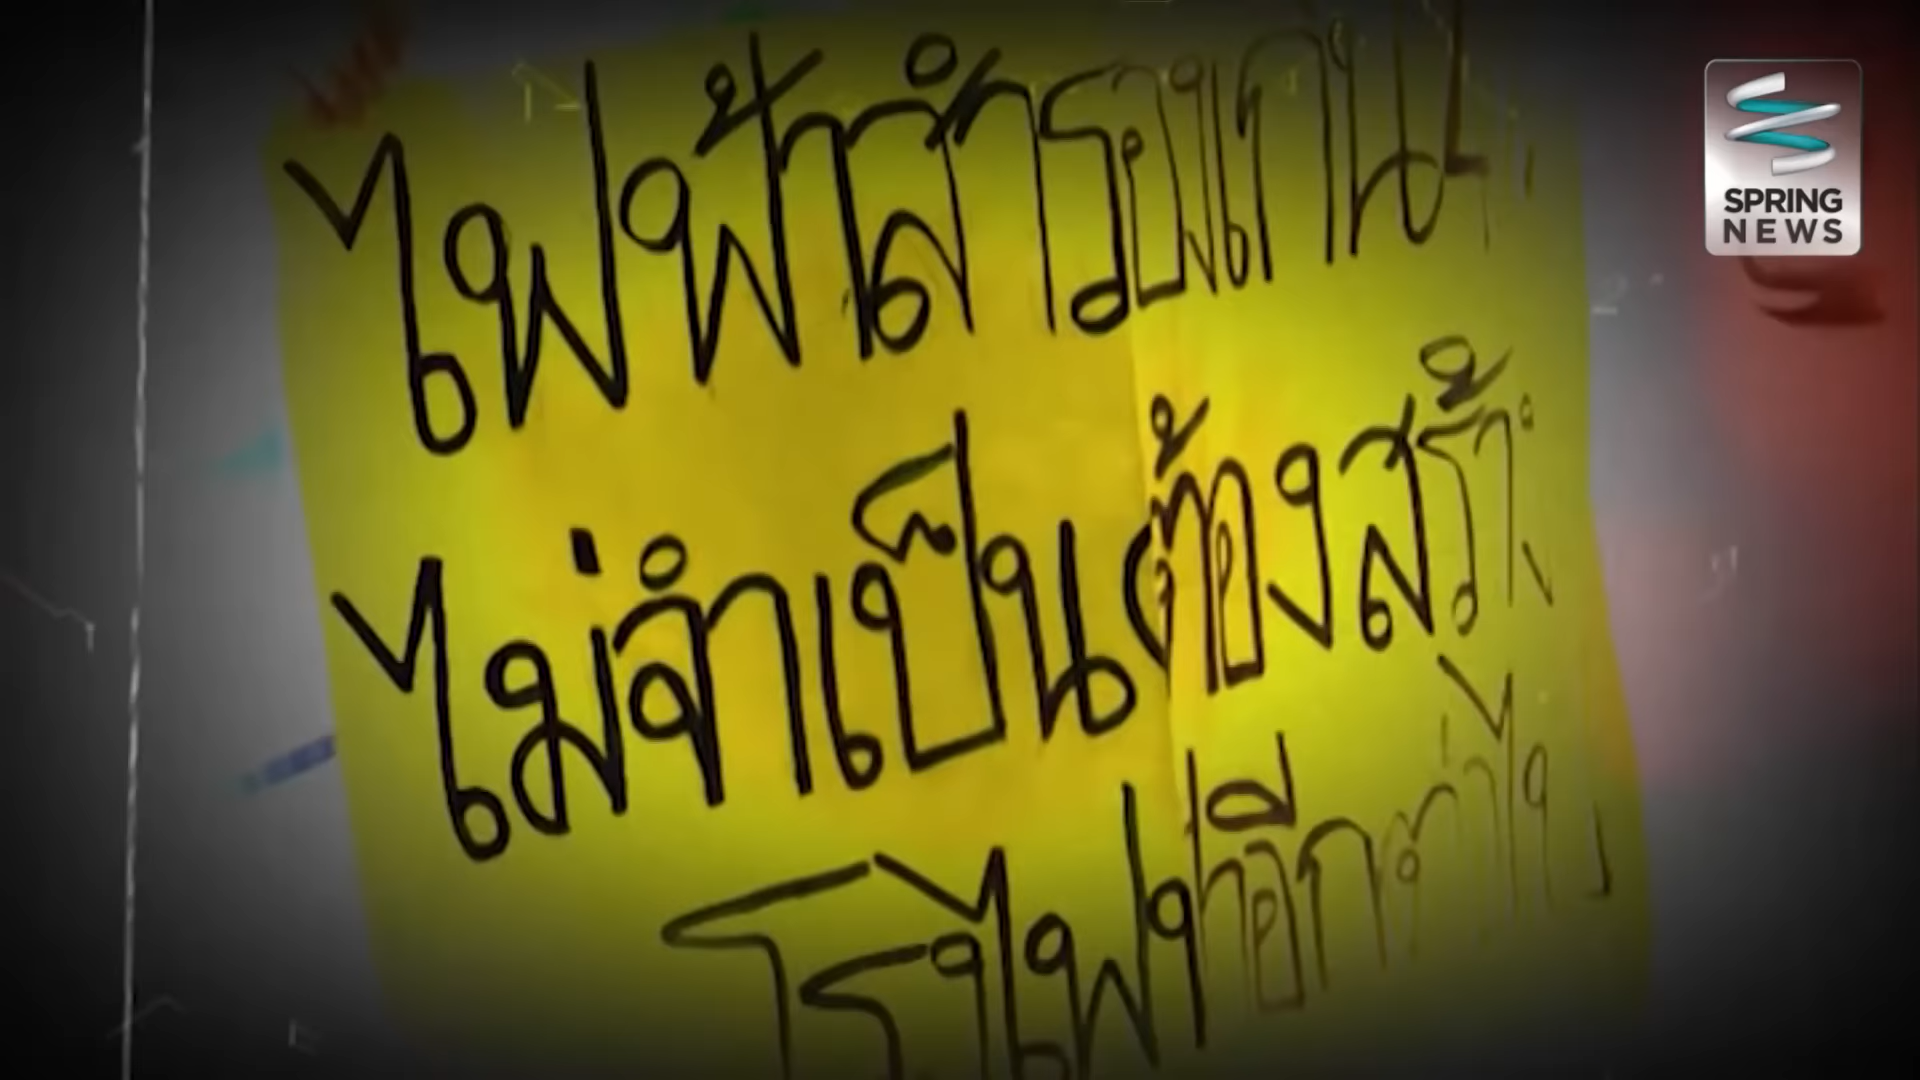 ไฟฟ้าสำรองเกิน
ไม่จำเป็นต้องสร้าง
โรงไฟฟ้าอีกต่อไป
SPRING
NEWS